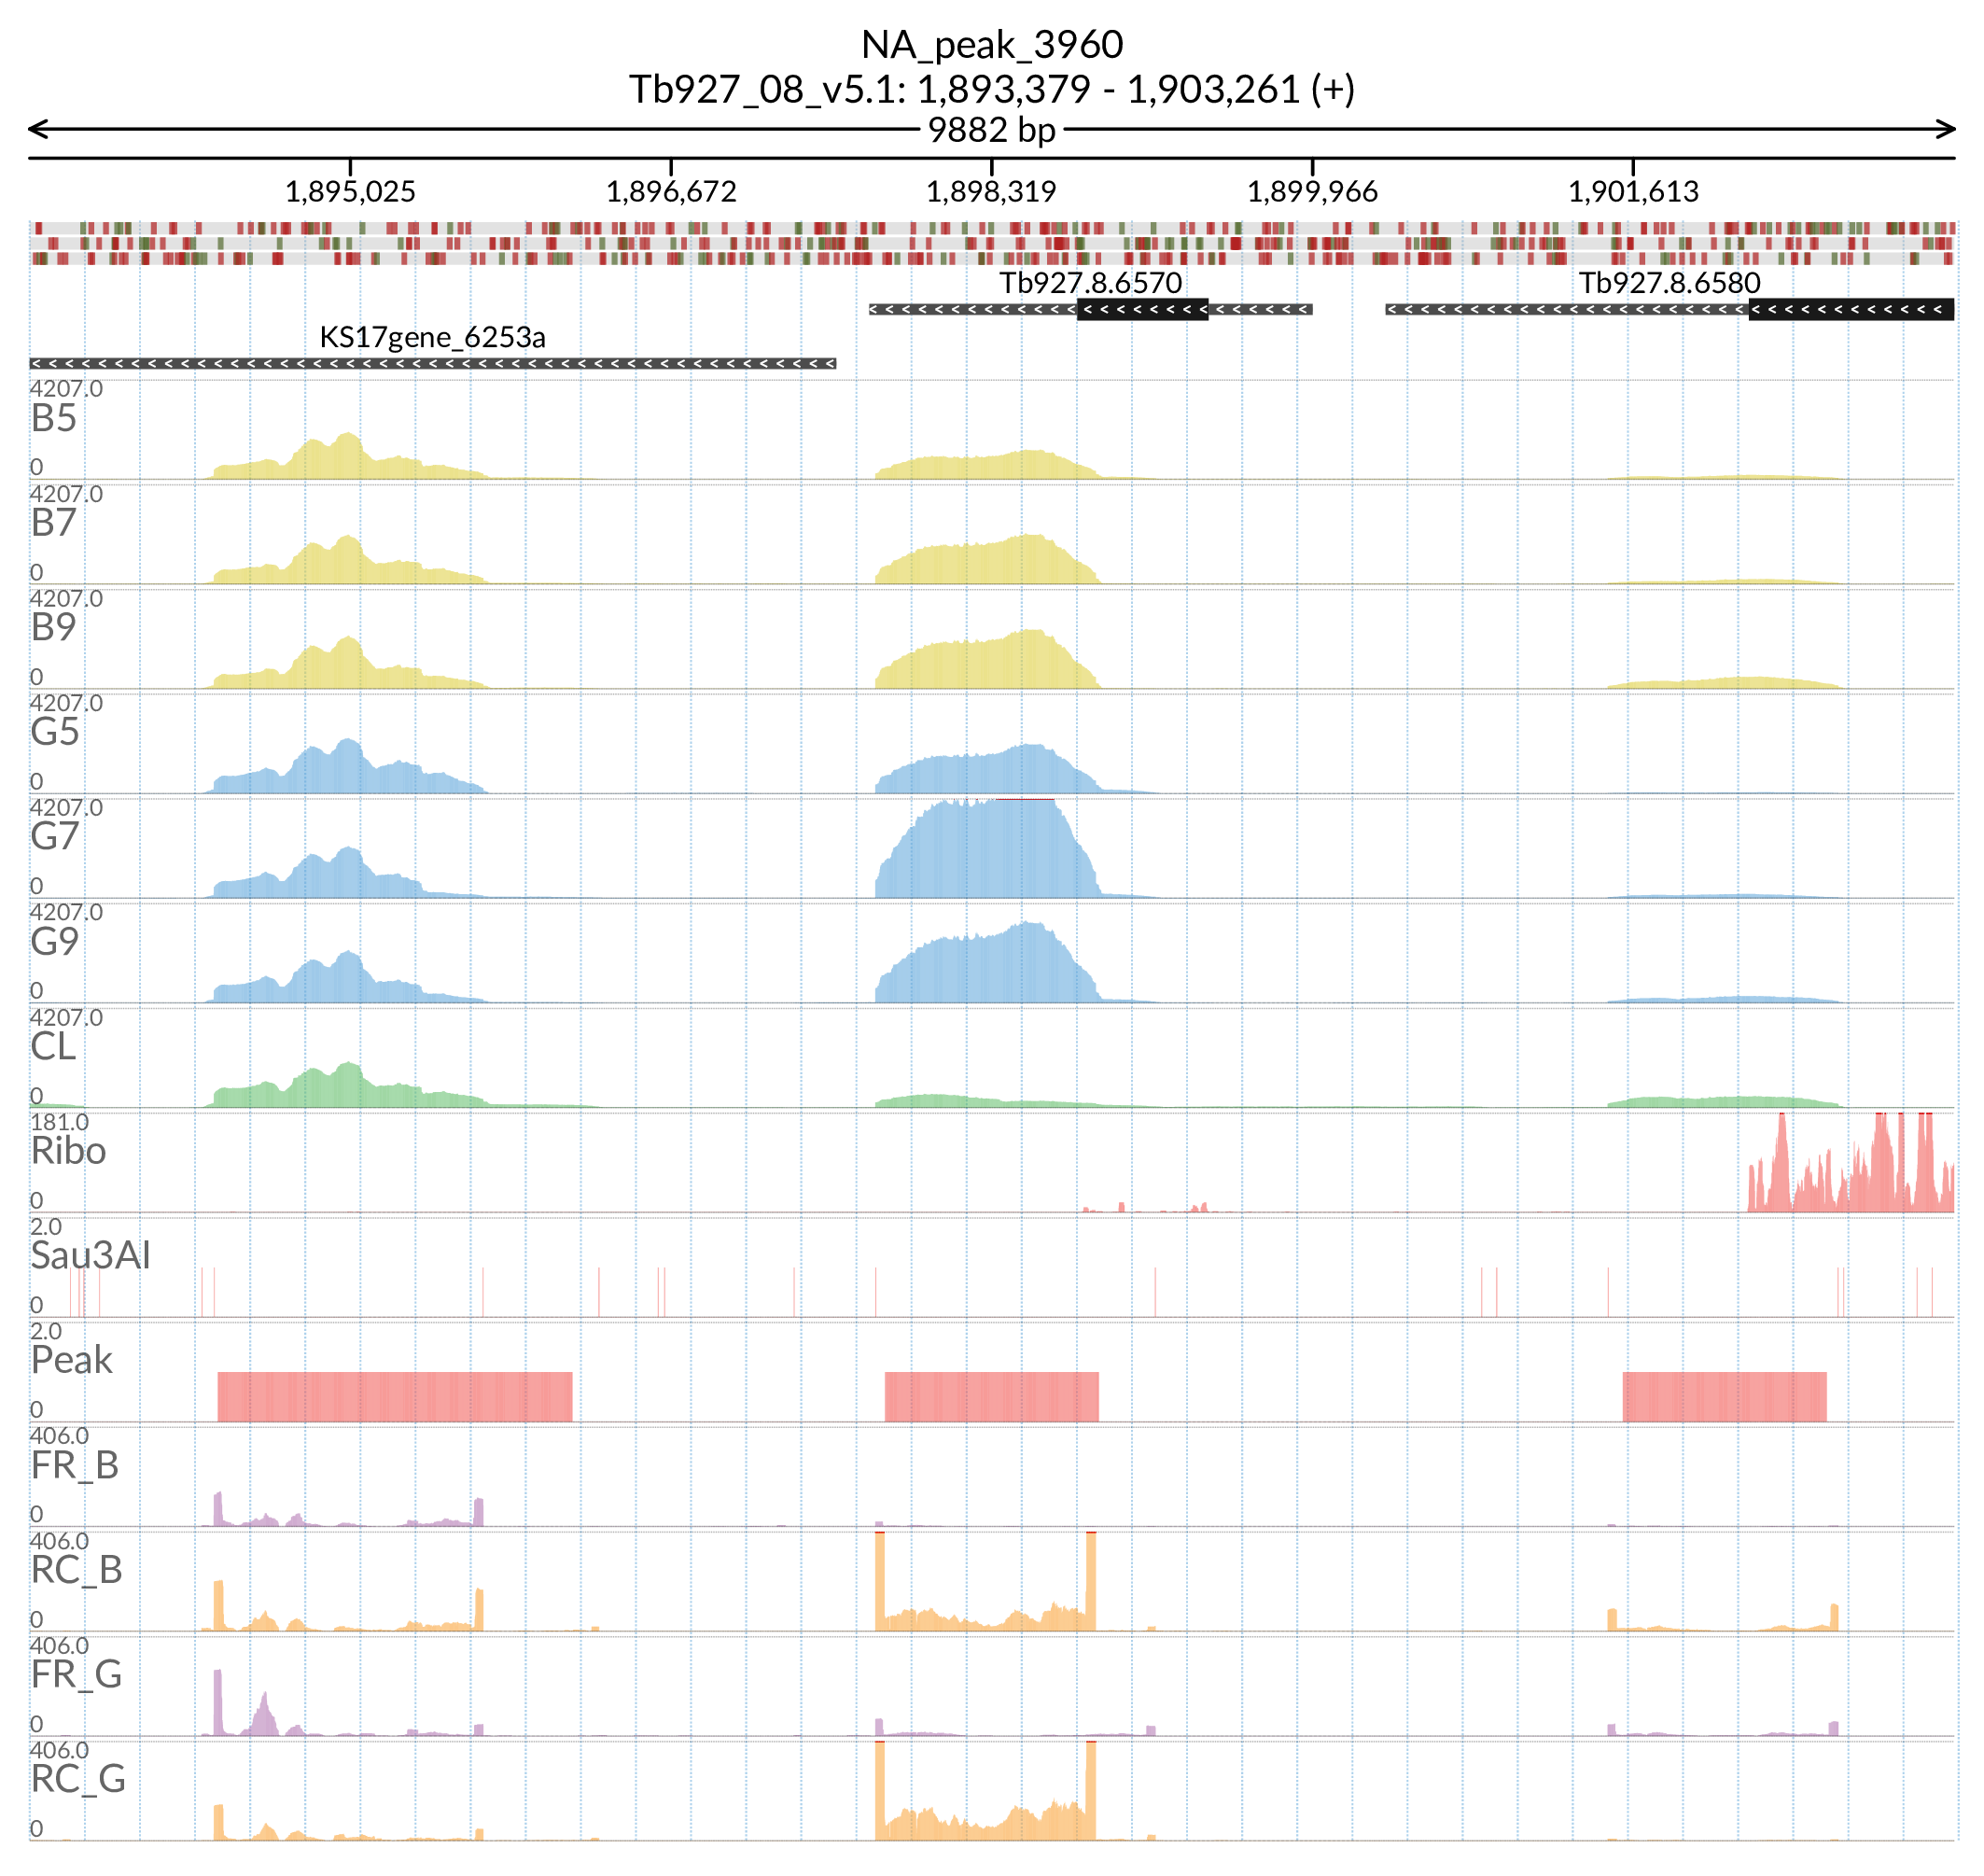 NA_peak_3960
Tb927_08_v5.1: 1,893,379 - 1,903,261 (+)
9882 bp
1,895,025 1,896,672 1,898,319 1,899,966 1,901,613
Tb927.8.6570 Tb927.8.6580
KS17gene_6253a
4207.0
B5
0
4207.0
B7
0
4207.0
B9
0
4207.0
G5
0
4207.0
G7
0
4207.0
G9
0
4207.0
CL
0
181.0
Ribo
0
2.0
Sau3AI
0
2.0
Peak
0
406.0
FR_B
0
406.0
RC_B
0
406.0
FR_G
0
406.0
RC_G
0